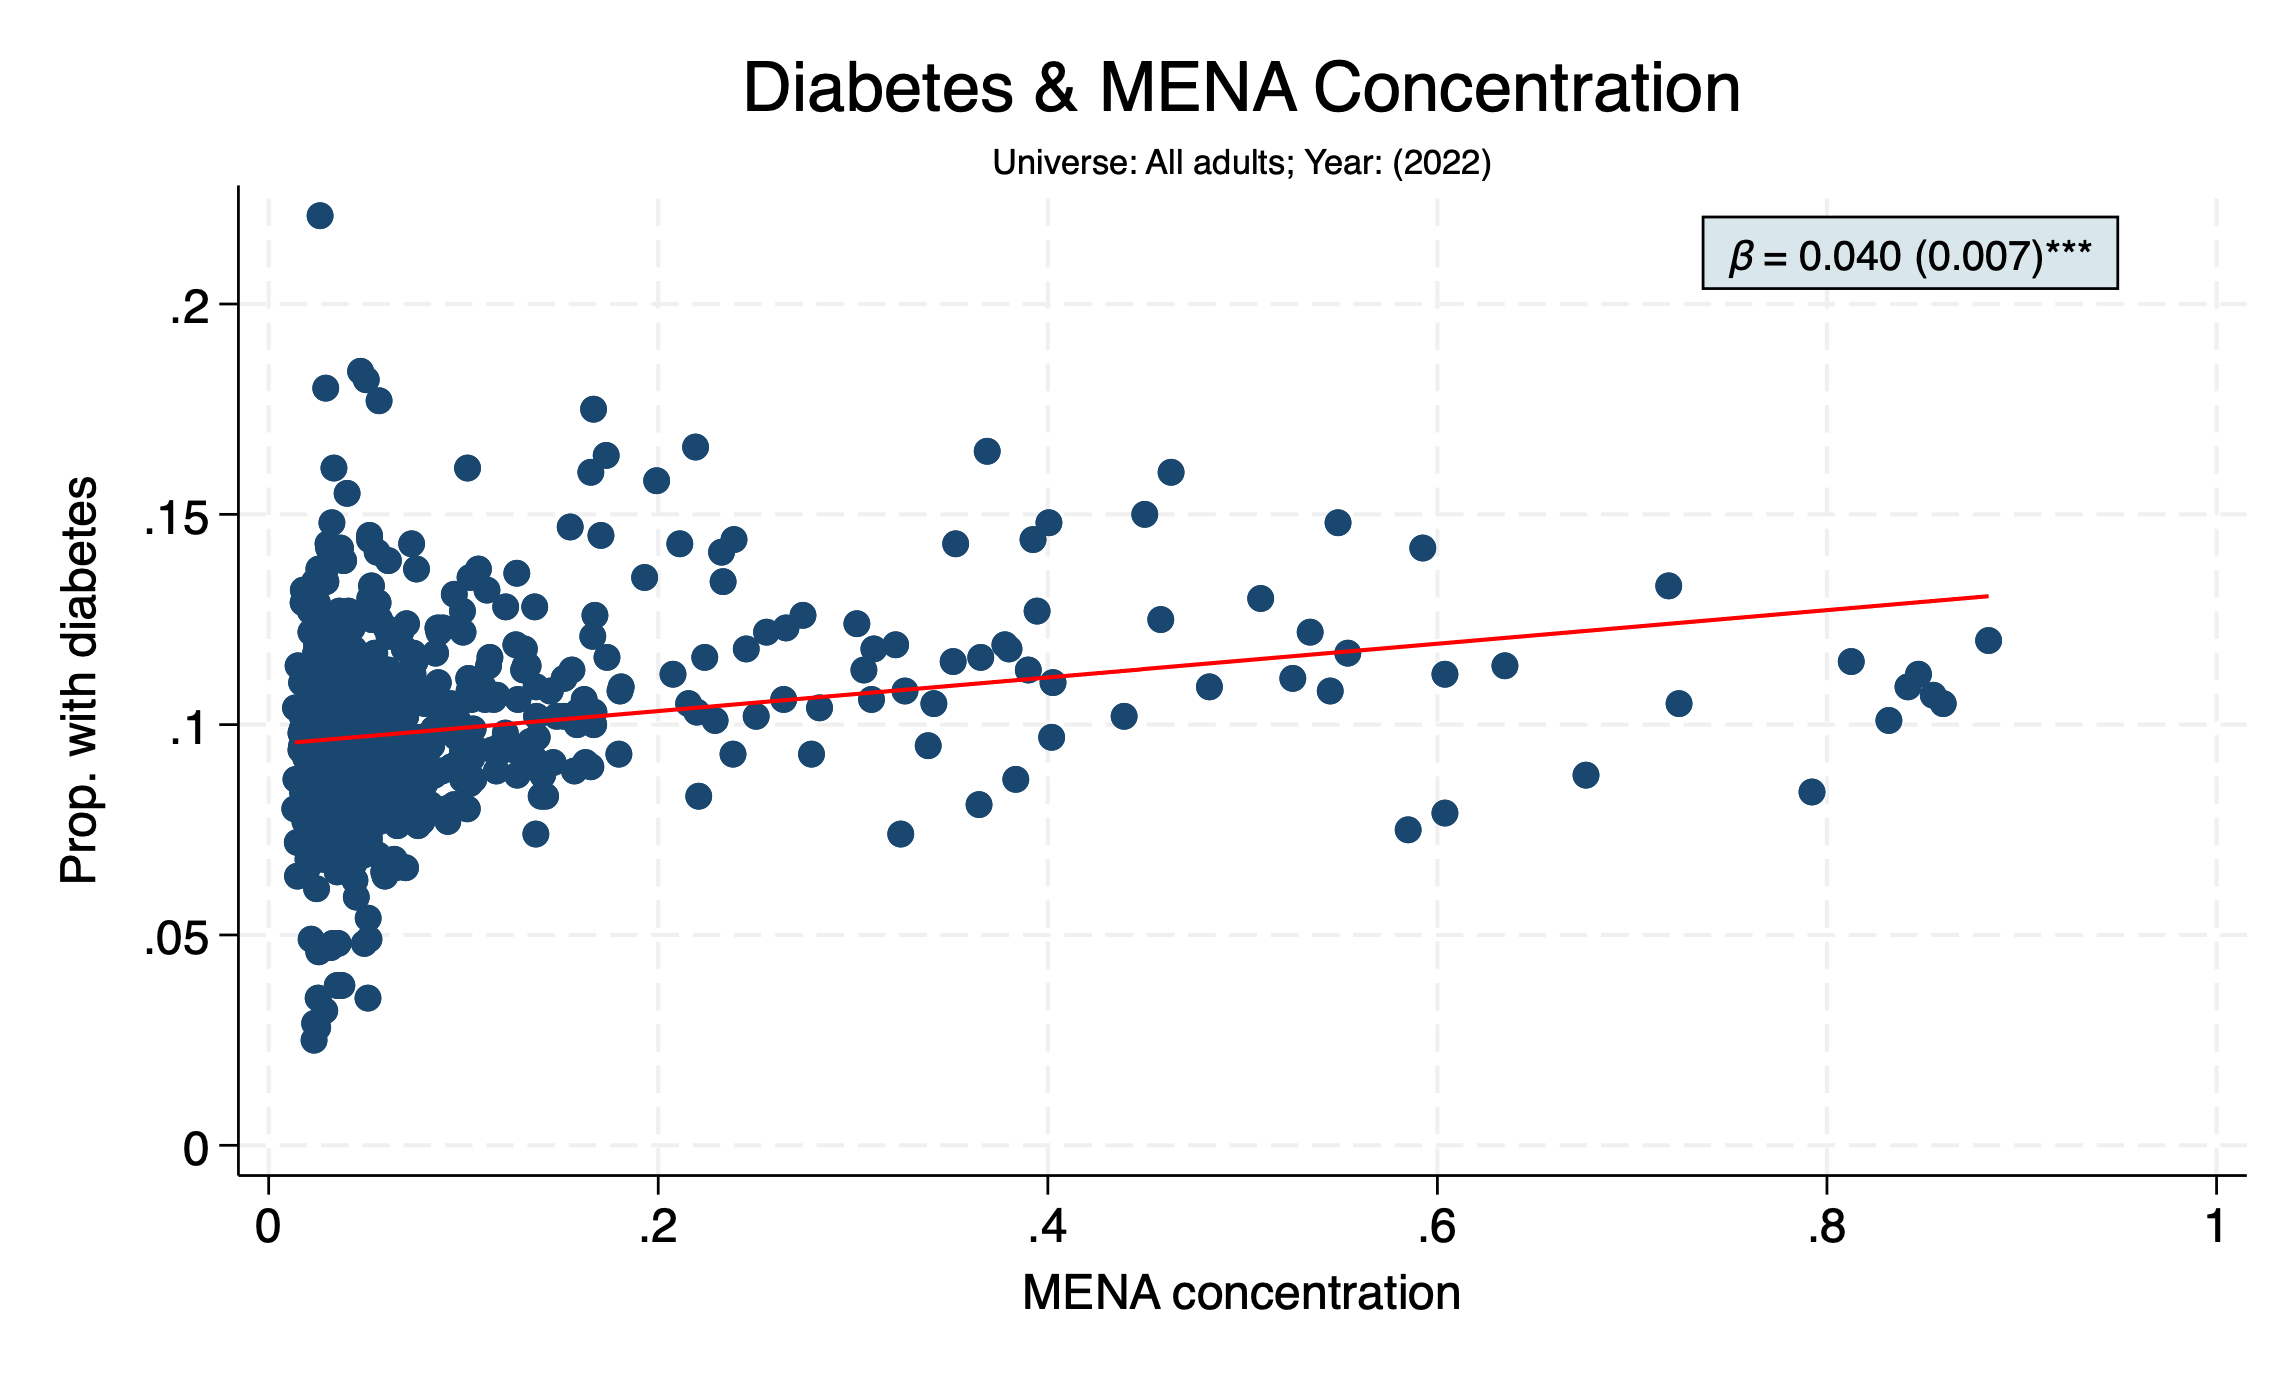 Diabetes & MENA Concentration
Universe: All adults; Year: (2022)
β = 0.040 (0.007)***
Prop. with diabetes
.2
.15
.1
.05
0
0 .2 .4 .6 .8 1
MENA concentration